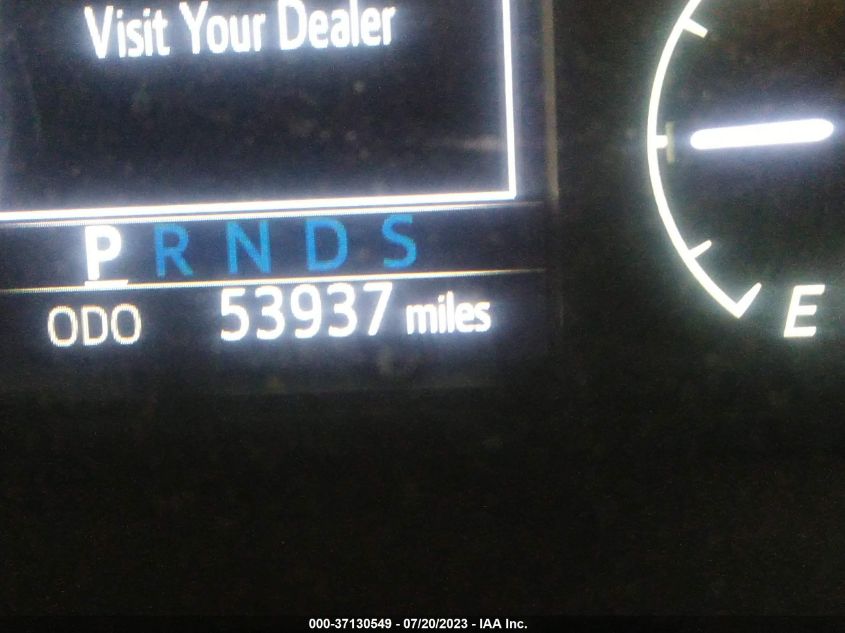 Visit Your Dealer
P R N D S
ODO 53937 miles
E
000-37130549 - 07/20/2023 - IAA Inc.